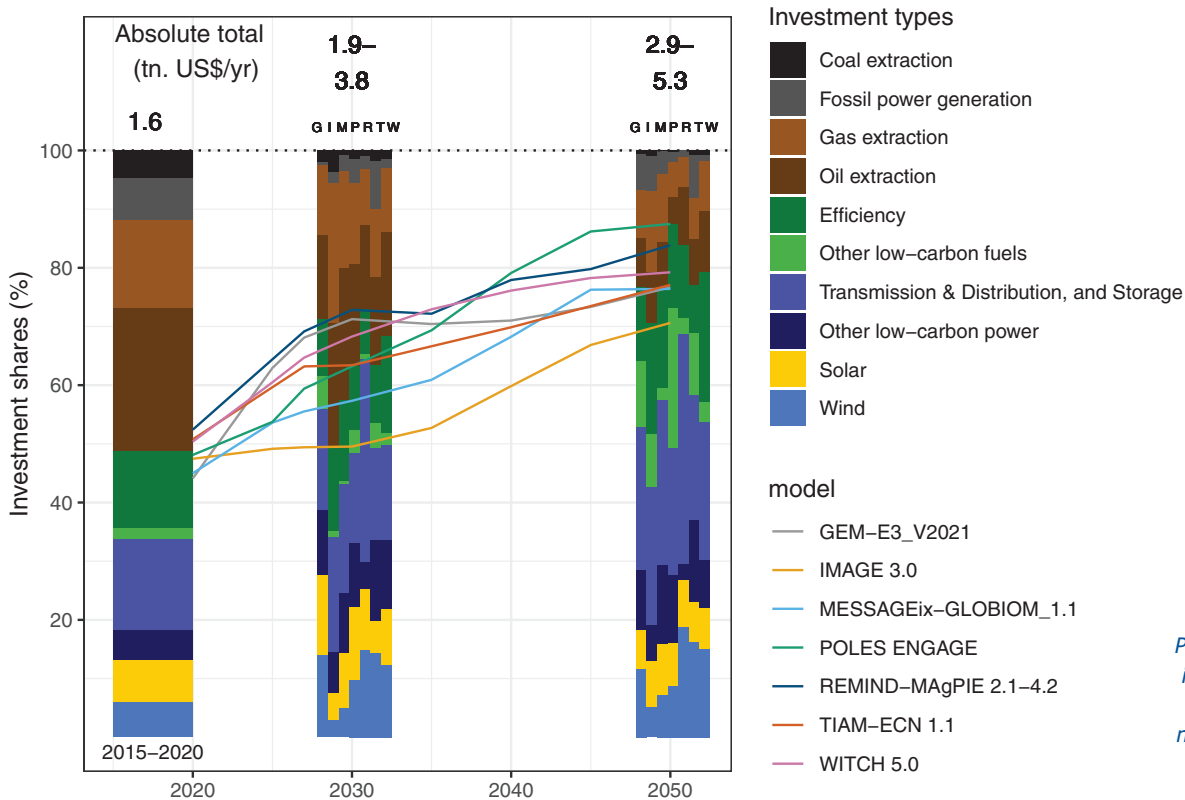 Absolute total
(tn. US$/yr)
1.9–
3.8
2.9–
5.3
1.6
G I M P R T W
G I M P R T W
100
80
60
40
20
Investment shares (%)
2015–2020
2020
2030
2040
2050
Investment types
Coal extraction
Fossil power generation
Gas extraction
Oil extraction
Efficiency
Other low–carbon fuels
Transmission & Distribution, and Storage
Other low–carbon power
Solar
Wind
model
GEM–E3_V2021
IMAGE 3.0
MESSAGEix–GLOBIOM_1.1
POLES ENGAGE
REMIND–MAgPIE 2.1–4.2
TIAM–ECN 1.1
WITCH 5.0